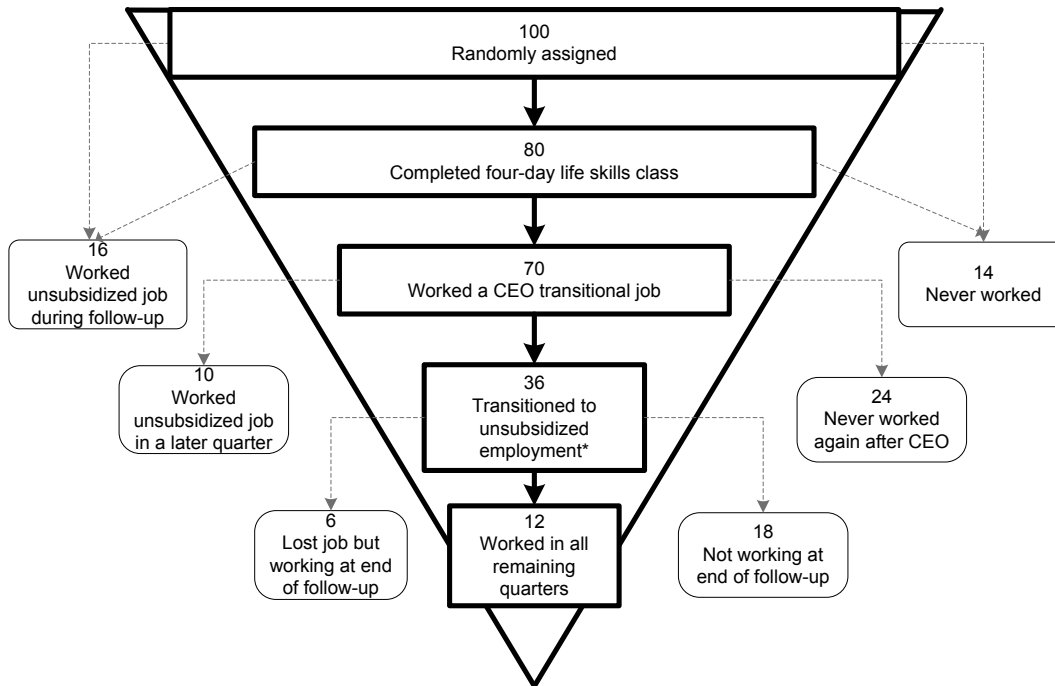 100
Randomly assigned
80
Completed four-day life skills class
16
Worked
unsubsidized job
during follow-up
70
Worked a CEO transitional job
14
Never worked
10
Worked
unsubsidized job
in a later quarter
36
Transitioned to
unsubsidized
employment*
24
Never worked
again after CEO
6
Lost job but
working at end
of follow-up
12
Worked in all
remaining
quarters
18
Not working at
end of follow-up